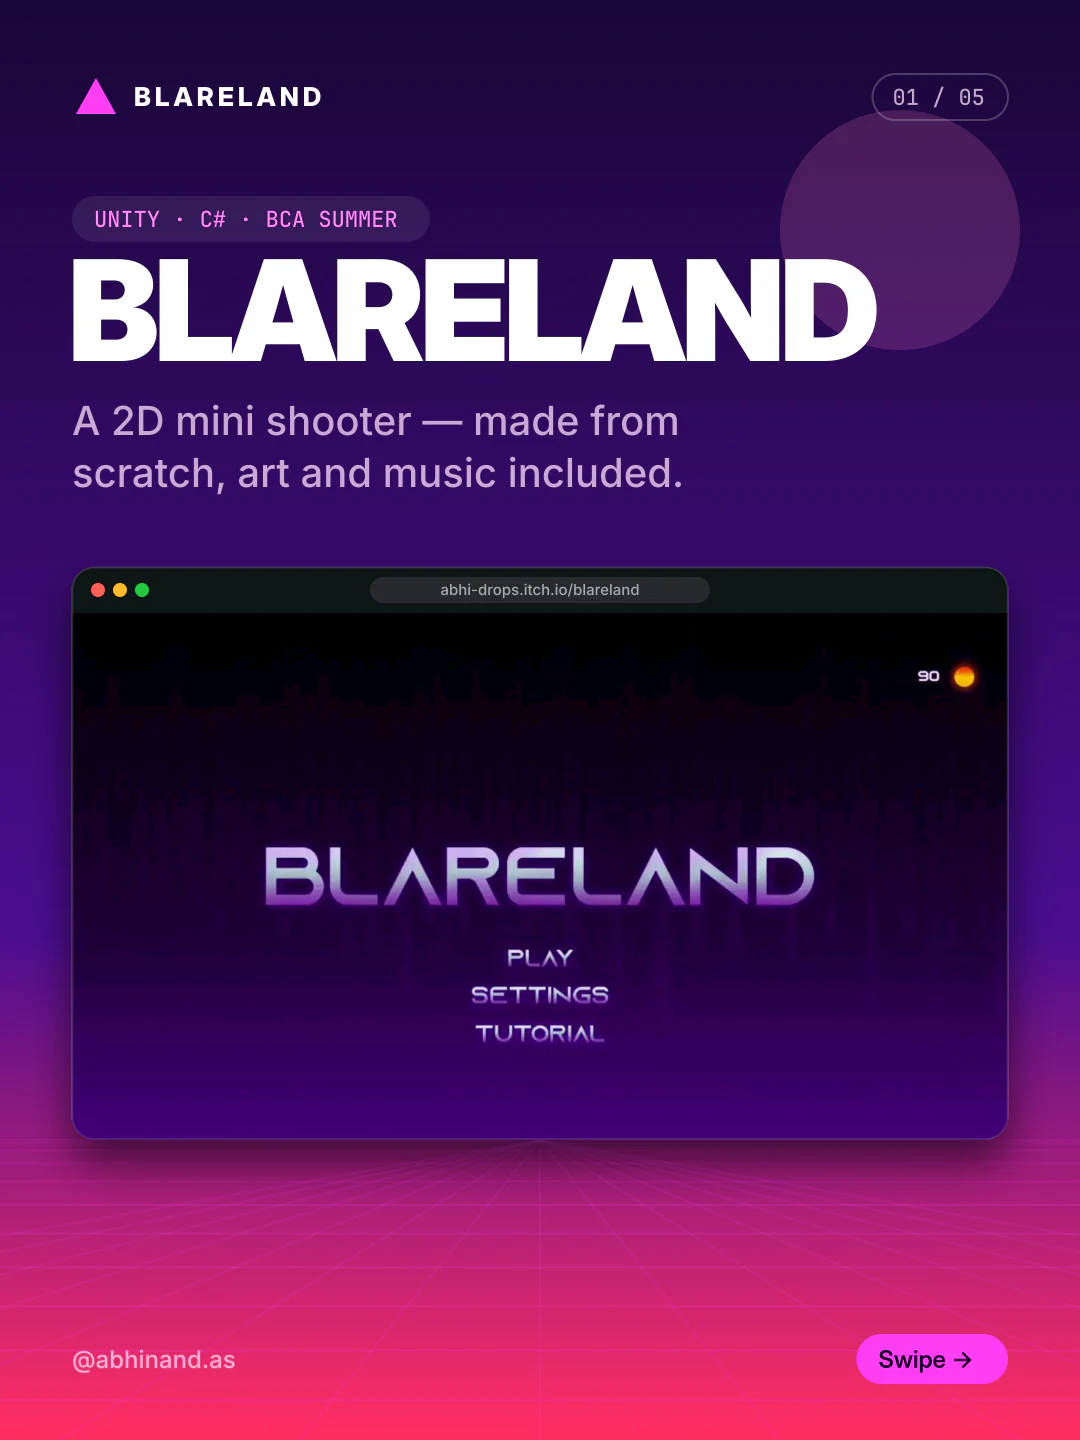 BLARELAND
01 / 05
UNITY · C# · BCA SUMMER
BLARELAND
A 2D mini shooter — made from
scratch, art and music included.
abhi-drops.itch.io/blareland
90
BLARELAND
PLAY
SETTINGS
TUTORIAL
@abhinand.as
Swipe →